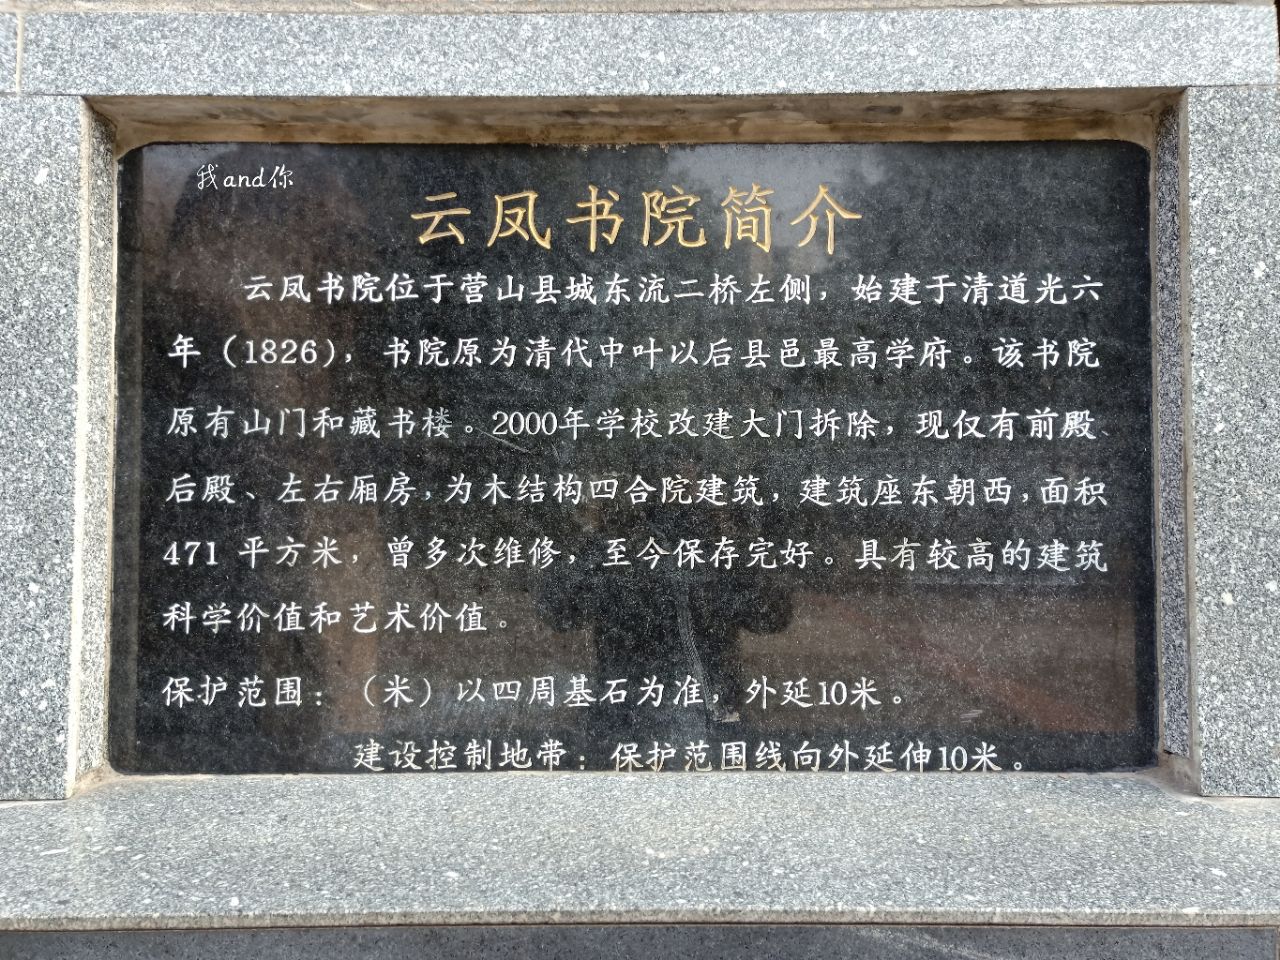 我and你
云凤书院简介
云凤书院位于营山县城东流二桥左侧，始建于清道光六
年（1826），书院原为清代中叶以后县邑最高学府。该书院
原有山门和藏书楼。2000年学校改建大门拆除，现仅有前殿、
后殿、左右厢房，为木结构四合院建筑，建筑座东朝西，面积
471 平方米，曾多次维修，至今保存完好。具有较高的建筑
科学价值和艺术价值。
保护范围：（米）以四周基石为准，外延10米。
建设控制地带：保护范围线向外延伸10米。